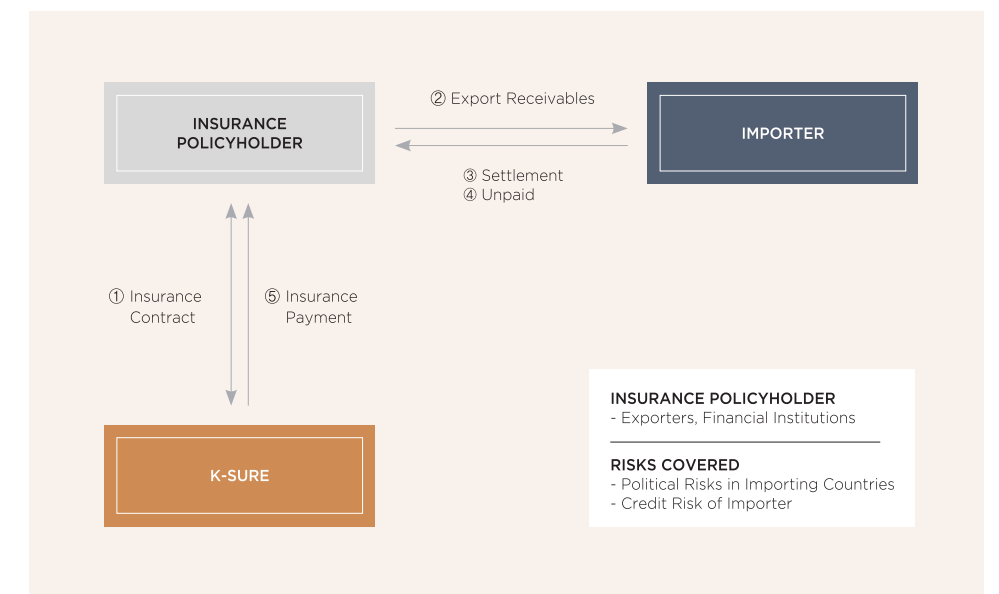 INSURANCE
POLICYHOLDER
② Export Receivables
IMPORTER
③ Settlement
④ Unpaid
① Insurance
Contract
⑤ Insurance
Payment
K-SURE
INSURANCE POLICYHOLDER
- Exporters, Financial Institutions
RISKS COVERED
- Political Risks in Importing Countries
- Credit Risk of Importer